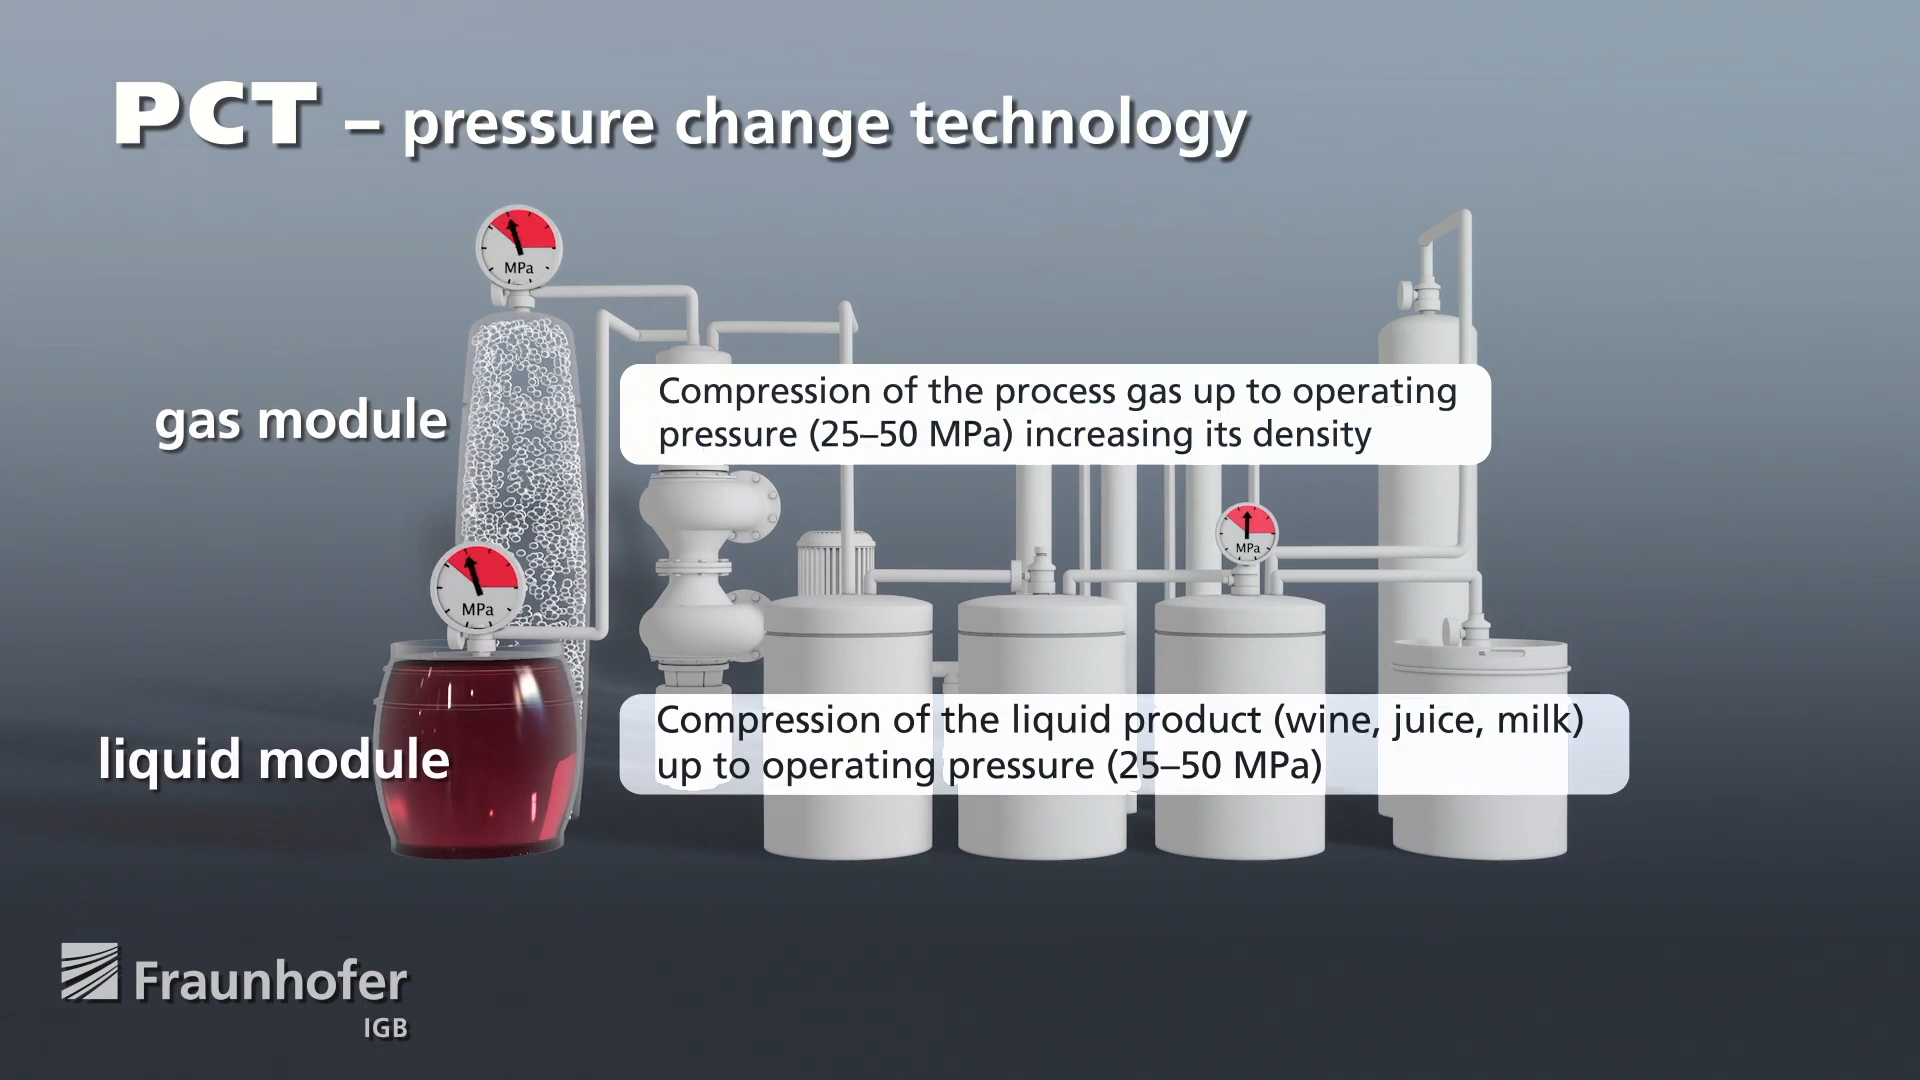 PCT – pressure change technology
MPa
gas module
Compression of the process gas up to operating
pressure (25–50 MPa) increasing its density
MPa
MPa
liquid module
Compression of the liquid product (wine, juice, milk)
up to operating pressure (25–50 MPa)
Fraunhofer
IGB